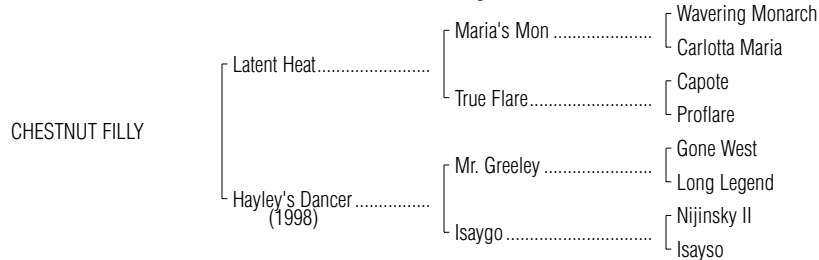 Wavering Monarch
Maria's Mon .....................
Carlotta Maria
Latent Heat........................
Capote
True Flare..........................
Proflare
CHESTNUT FILLY
Gone West
Mr. Greeley .......................
Long Legend
Hayley's Dancer ................
(1998)
Nijinsky II
Isaygo ...............................
Isayso